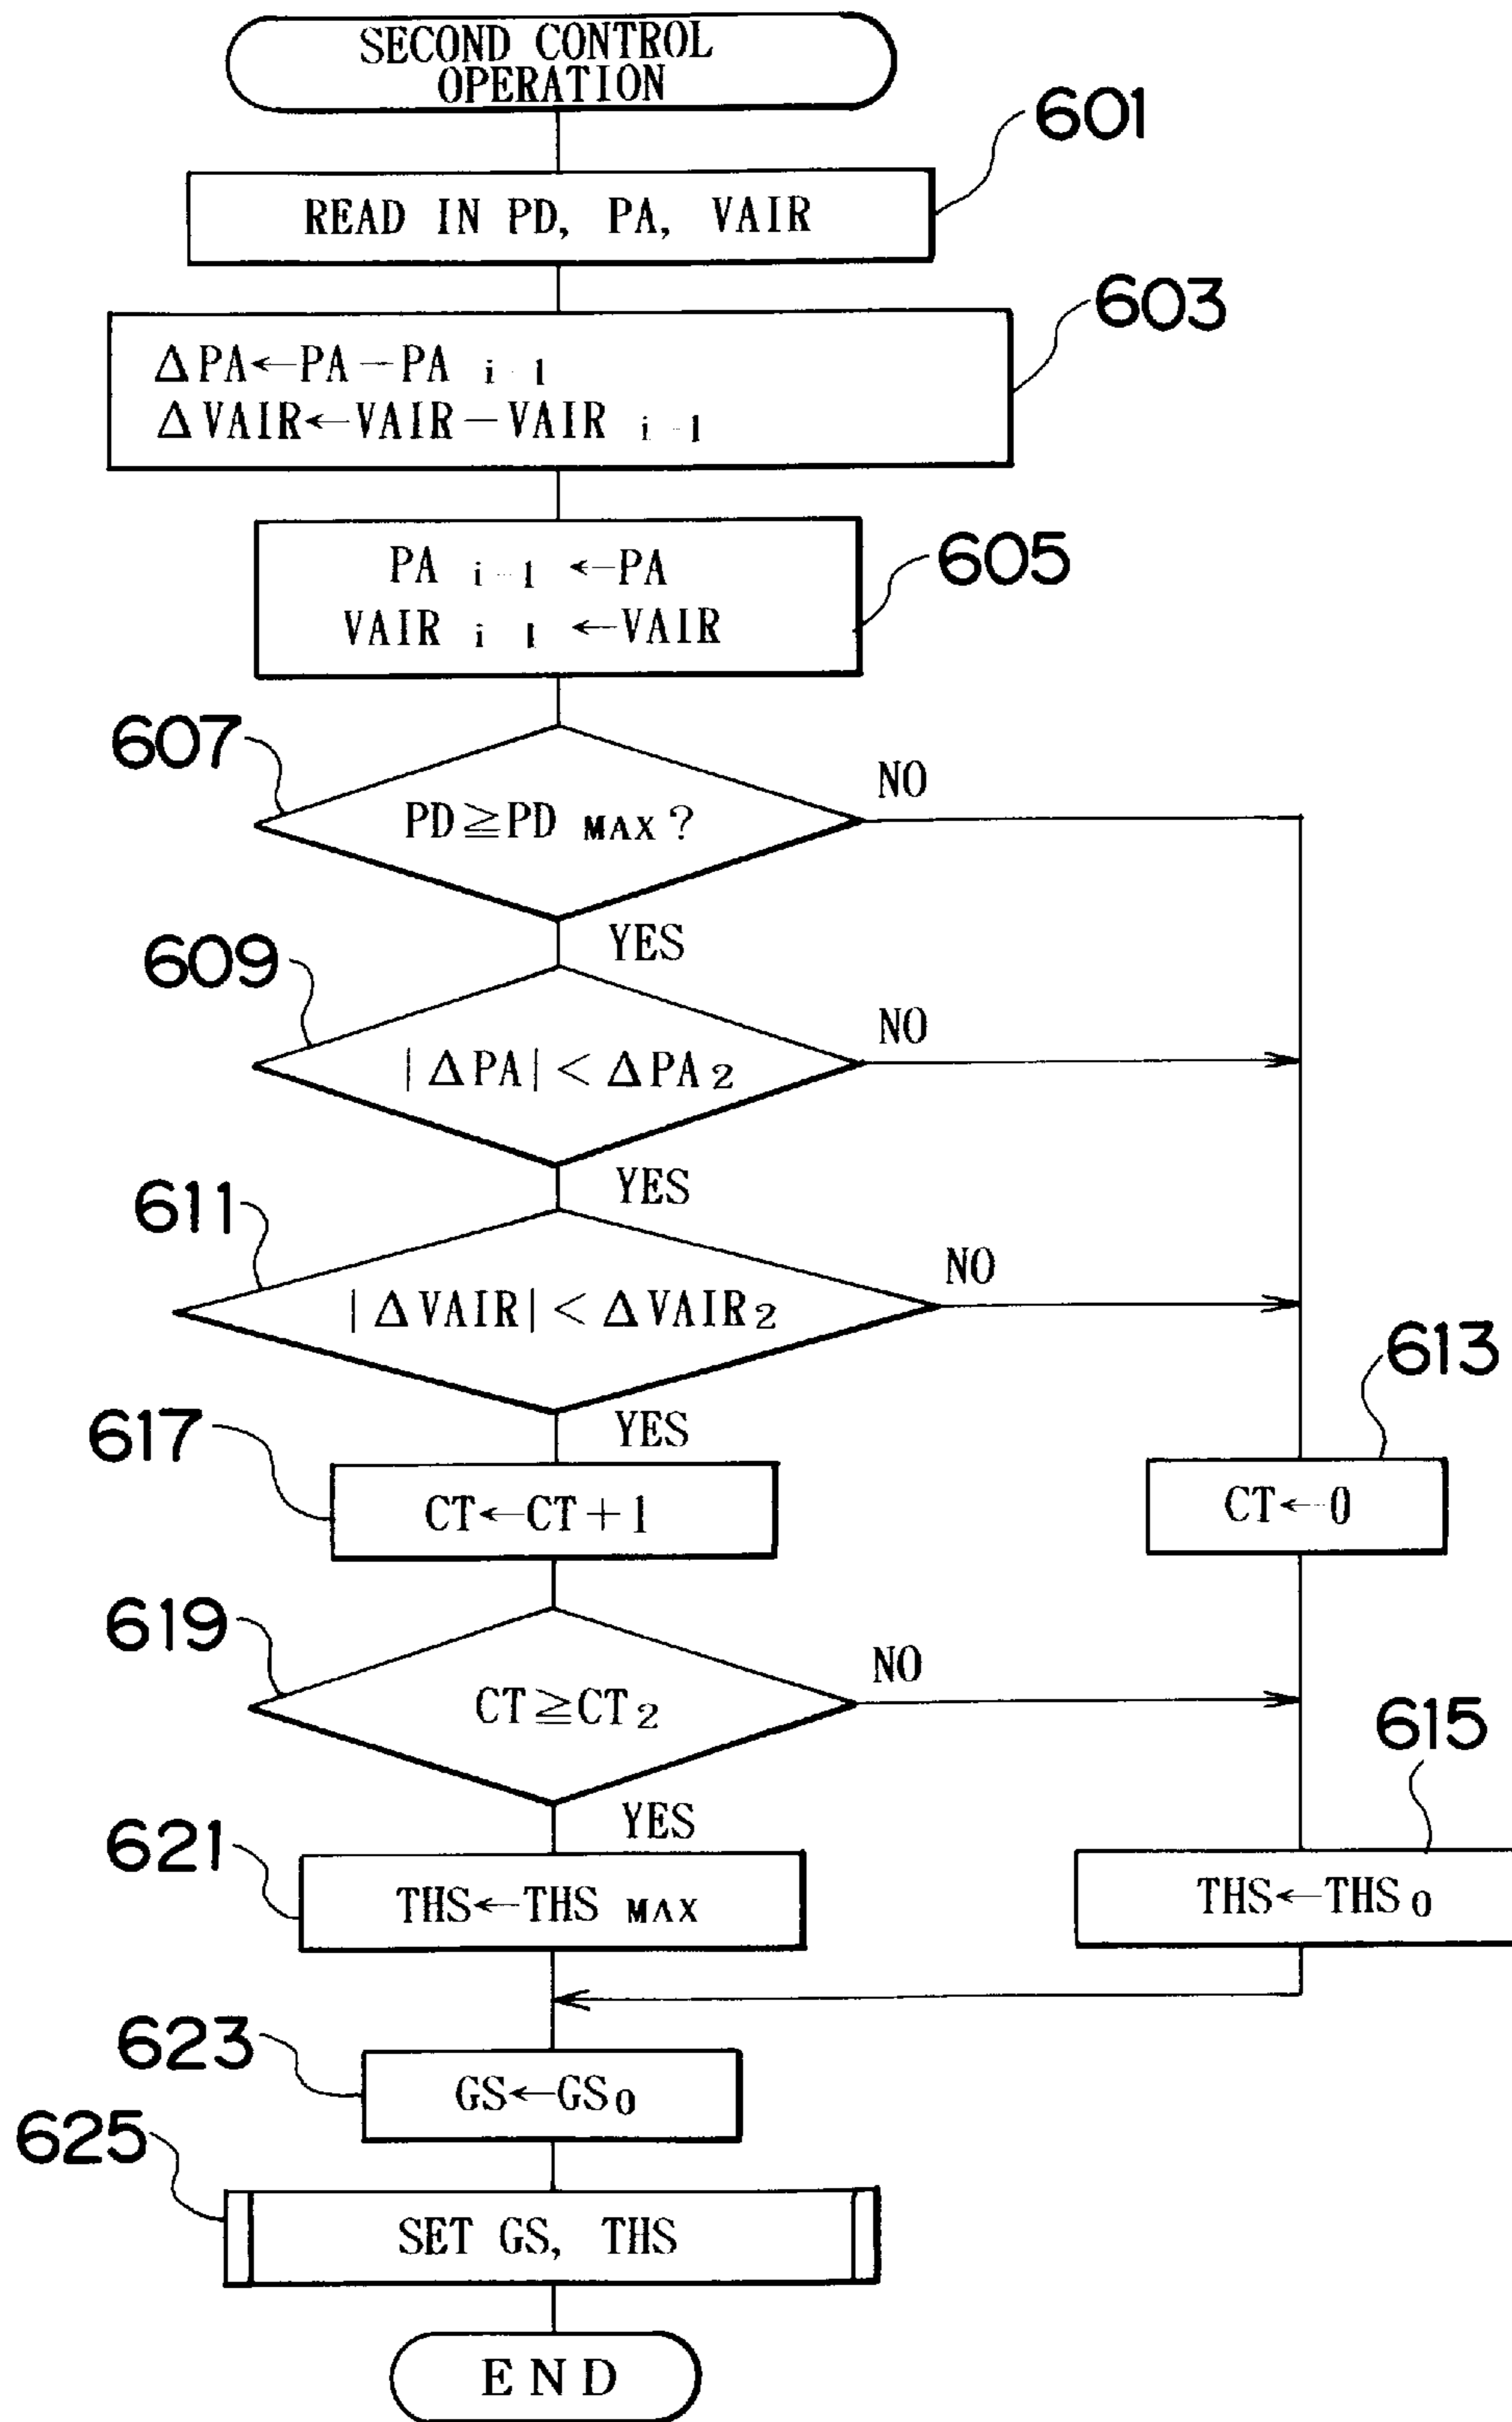 SECOND CONTROL
OPERATION
601
READ IN PD, PA, VAIR
603
ΔPA←PA−PA i-1
ΔVAIR←VAIR−VAIR i-1
605
PA i-1 ←PA
VAIR i-1 ←VAIR
607
PD≧PD MAX?
NO
YES
609
|ΔPA|<ΔPA2
NO
YES
611
|ΔVAIR|<ΔVAIR2
NO
YES
613
617
CT←CT+1
CT←0
619
CT≧CT2
NO
YES
615
621
THS←THS MAX
THS←THS0
623
GS←GS0
625
SET GS, THS
END